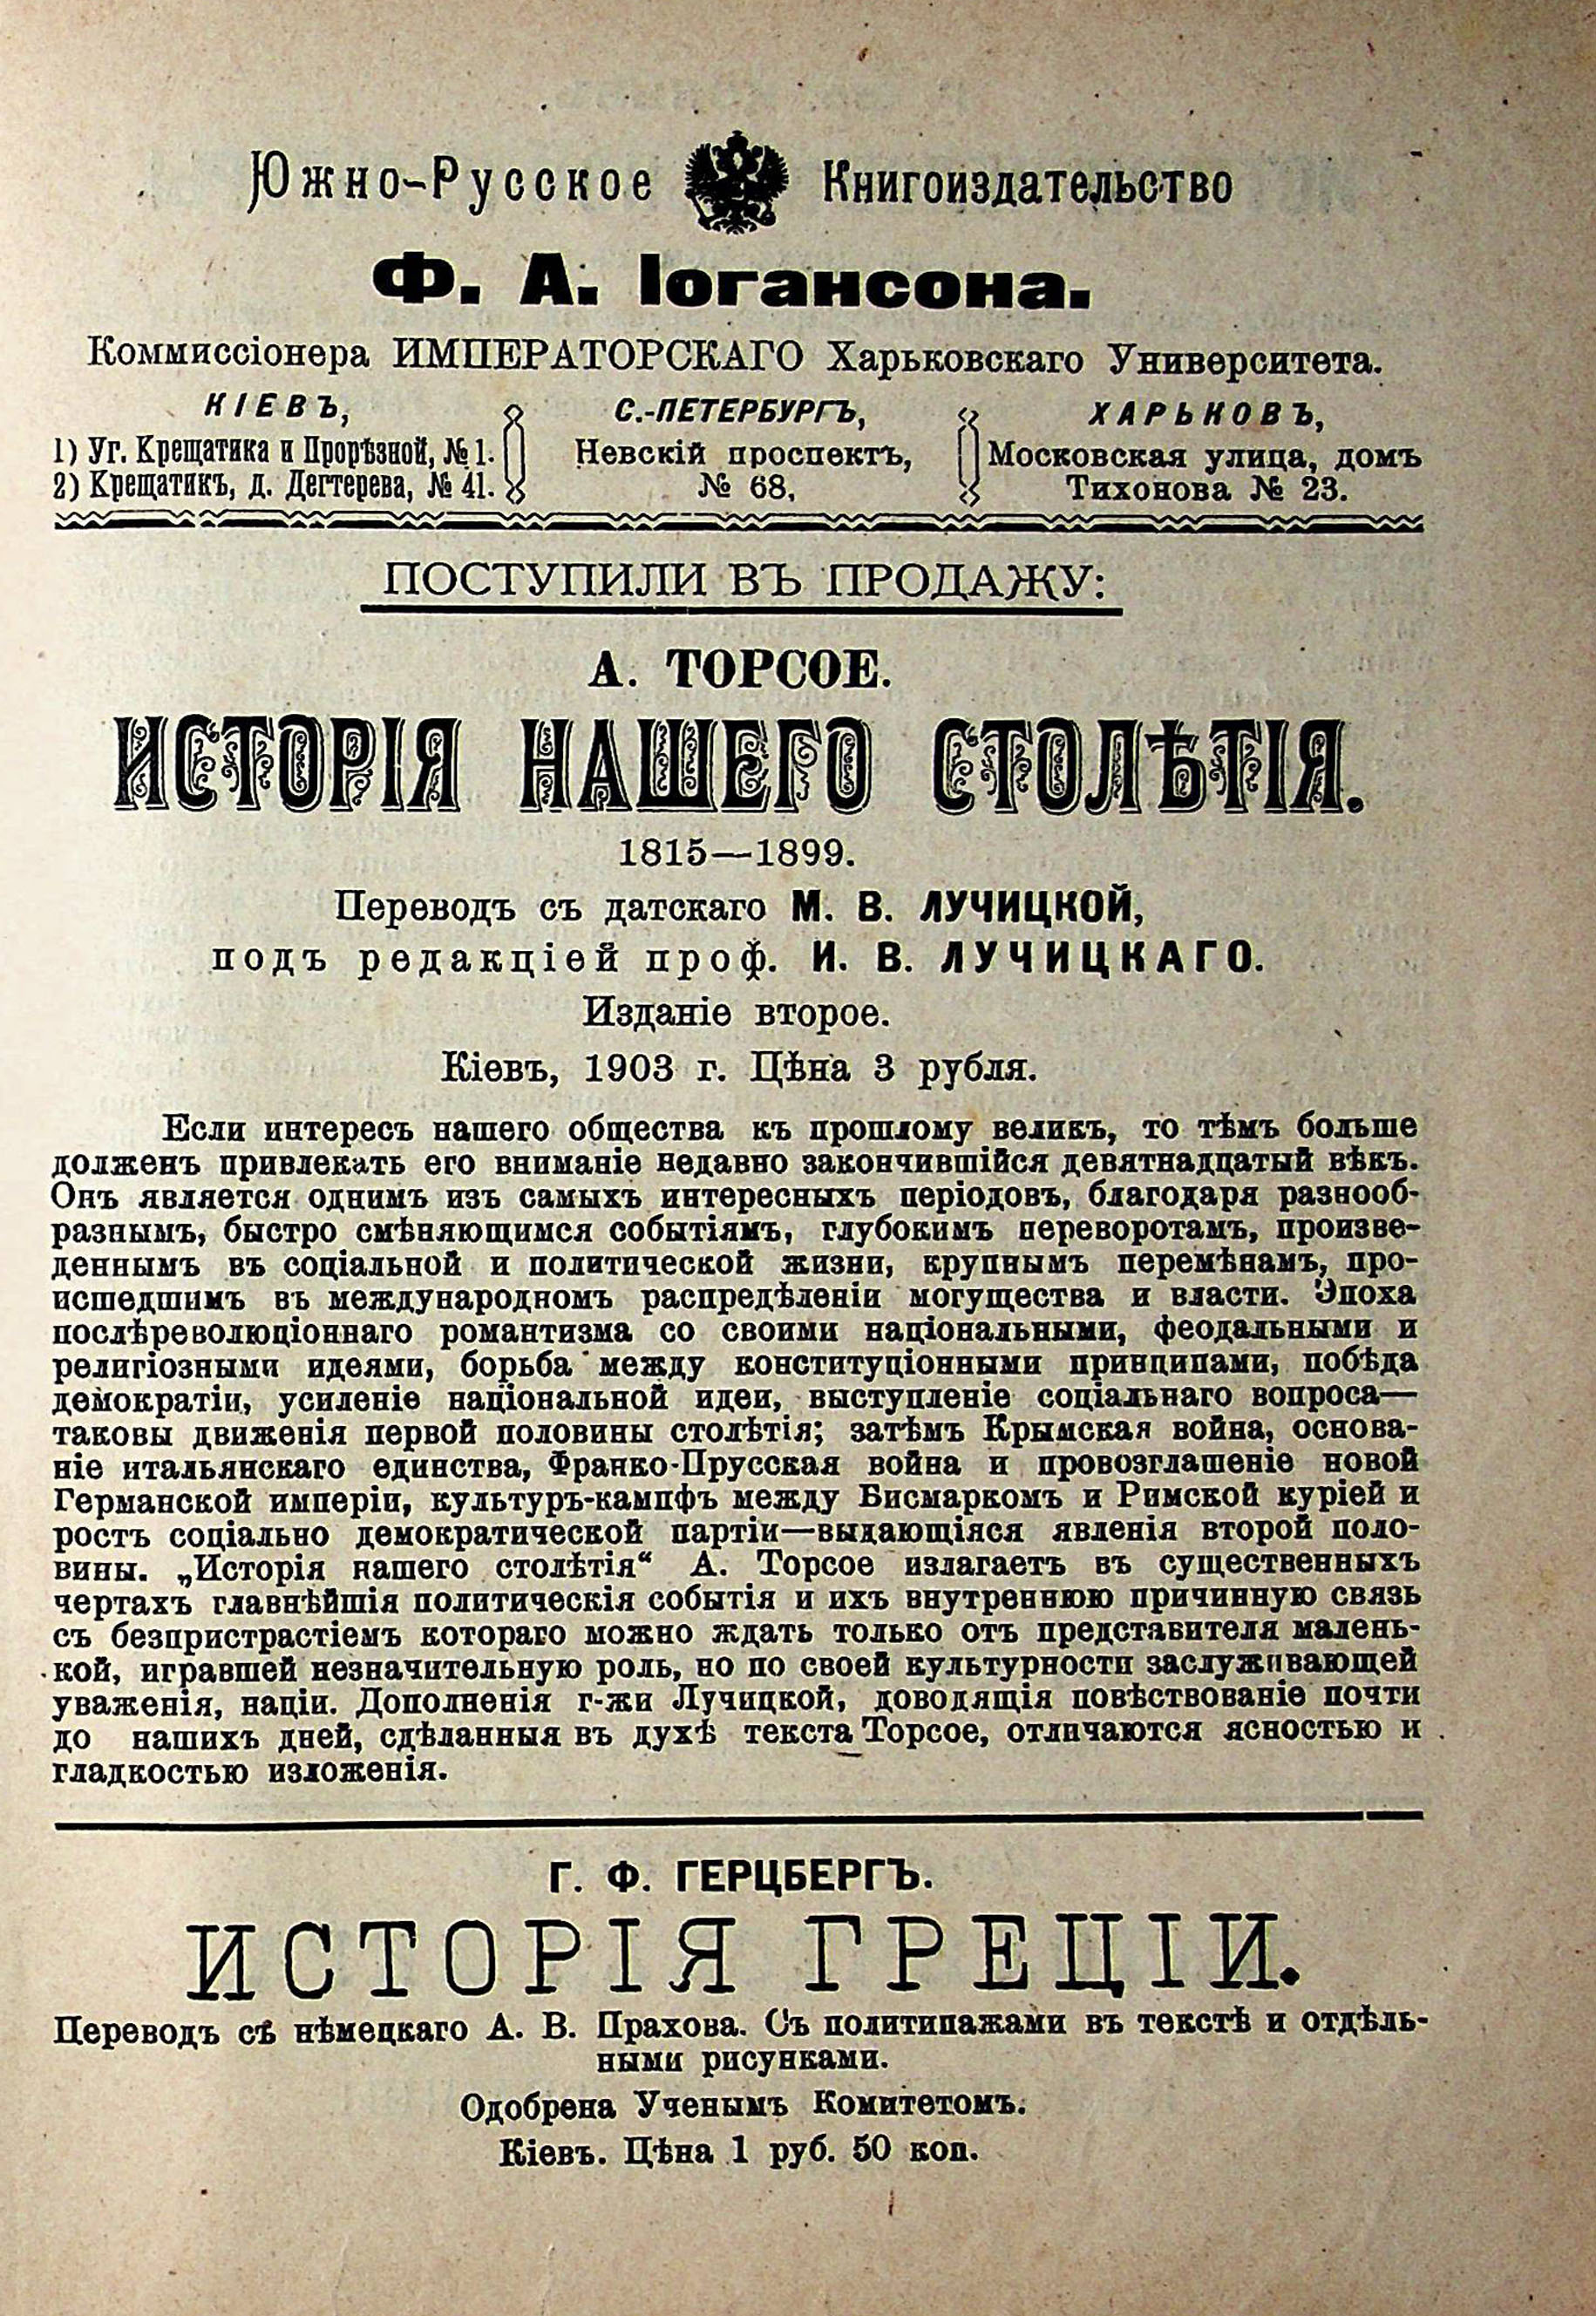 Южно-Русское Книгоиздательство
Ф. А. Іогансона.
Коммиссіонера ИМПЕРАТОРСКАГО Харьковскаго Университета.
КІЕВЪ,
1) Уг. Крещатика и Прорѣзной, № 1.
2) Крещатикъ, д. Дегтерева, № 41.
С.-ПЕТЕРБУРГЪ,
Невскій проспектъ,
№ 68,
ХАРЬКОВЪ,
Московская улица, домъ
Тихонова № 23.
ПОСТУПИЛИ ВЪ ПРОДАЖУ:
А. ТОРСОЕ.
ИСТОРІЯ НАШЕГО СТОЛѢТІЯ.
1815—1899.
Переводъ съ датскаго М. В. ЛУЧИЦКОЙ,
подъ редакціей проф. И. В. ЛУЧИЦКАГО.
Изданіе второе.
Кіевъ, 1903 г. Цѣна 3 рубля.
Если интересъ нашего общества къ прошлому великъ, то тѣмъ больше
долженъ привлекать его вниманіе недавно закончившійся девятнадцатый вѣкъ.
Онъ является однимъ изъ самыхъ интересныхъ періодовъ, благодаря разнооб-
разнымъ, быстро смѣняющимся событіямъ, глубокимъ переворотамъ, произве-
деннымъ въ соціальной и политической жизни, крупнымъ перемѣнамъ, про-
исшедшимъ въ международномъ распредѣленіи могущества и власти. Эпоха
послѣреволюціоннаго романтизма со своими національными, феодальными и
религіозными идеями, борьба между конституціонными принципами, побѣда
демократіи, усиленіе національной идеи, выступленіе соціальнаго вопроса—
таковы движенія первой половины столѣтія; затѣмъ Крымская война, основа-
ніе итальянскаго единства, Франко-Прусская война и провозглашеніе новой
Германской имперіи, культуръ-кампфъ между Бисмаркомъ и Римской куріей и
ростъ соціально демократической партіи—выдающіяся явленія второй поло-
вины. „Исторія нашего столѣтія“ А. Торсое излагаетъ въ существенныхъ
чертахъ главнѣйшія политическія событія и ихъ внутреннюю причинную связь
съ безпристрастіемъ котораго можно ждать только отъ представителя малень-
кой, игравшей незначительную роль, но по своей культурности заслуживающей
уваженія, націи. Дополненія г-жи Лучицкой, доводящія повѣствованіе почти
до нашихъ дней, сдѣланныя въ духѣ текста Торсое, отличаются ясностью и
гладкостью изложенія.
Г. Ф. ГЕРЦБЕРГЪ.
ИСТОРІЯ ГРЕЦІИ.
Переводъ съ нѣмецкаго А. В. Прахова. Съ политипажами въ текстѣ и отдѣль-
ными рисунками.
Одобрена Ученымъ Комитетомъ.
Кіевъ. Цѣна 1 руб. 50 коп.